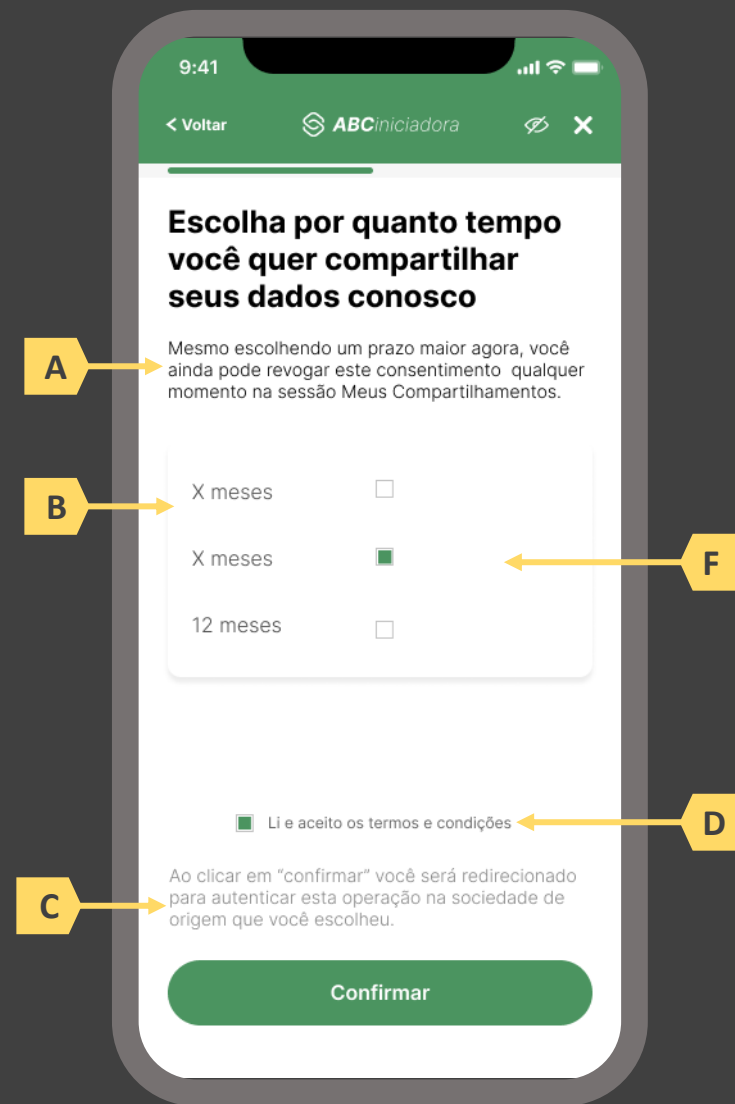 9:41
< Voltar
ABCiniciadora
Escolha por quanto tempo
você quer compartilhar
seus dados conosco
A
Mesmo escolhendo um prazo maior agora, você
ainda pode revogar este consentimento  qualquer
momento na sessão Meus Compartilhamentos.
B
X meses
X meses
F
12 meses
Li e aceito os termos e condições
D
C
Ao clicar em “confirmar” você será redirecionado
para autenticar esta operação na sociedade de
origem que você escolheu.
Confirmar